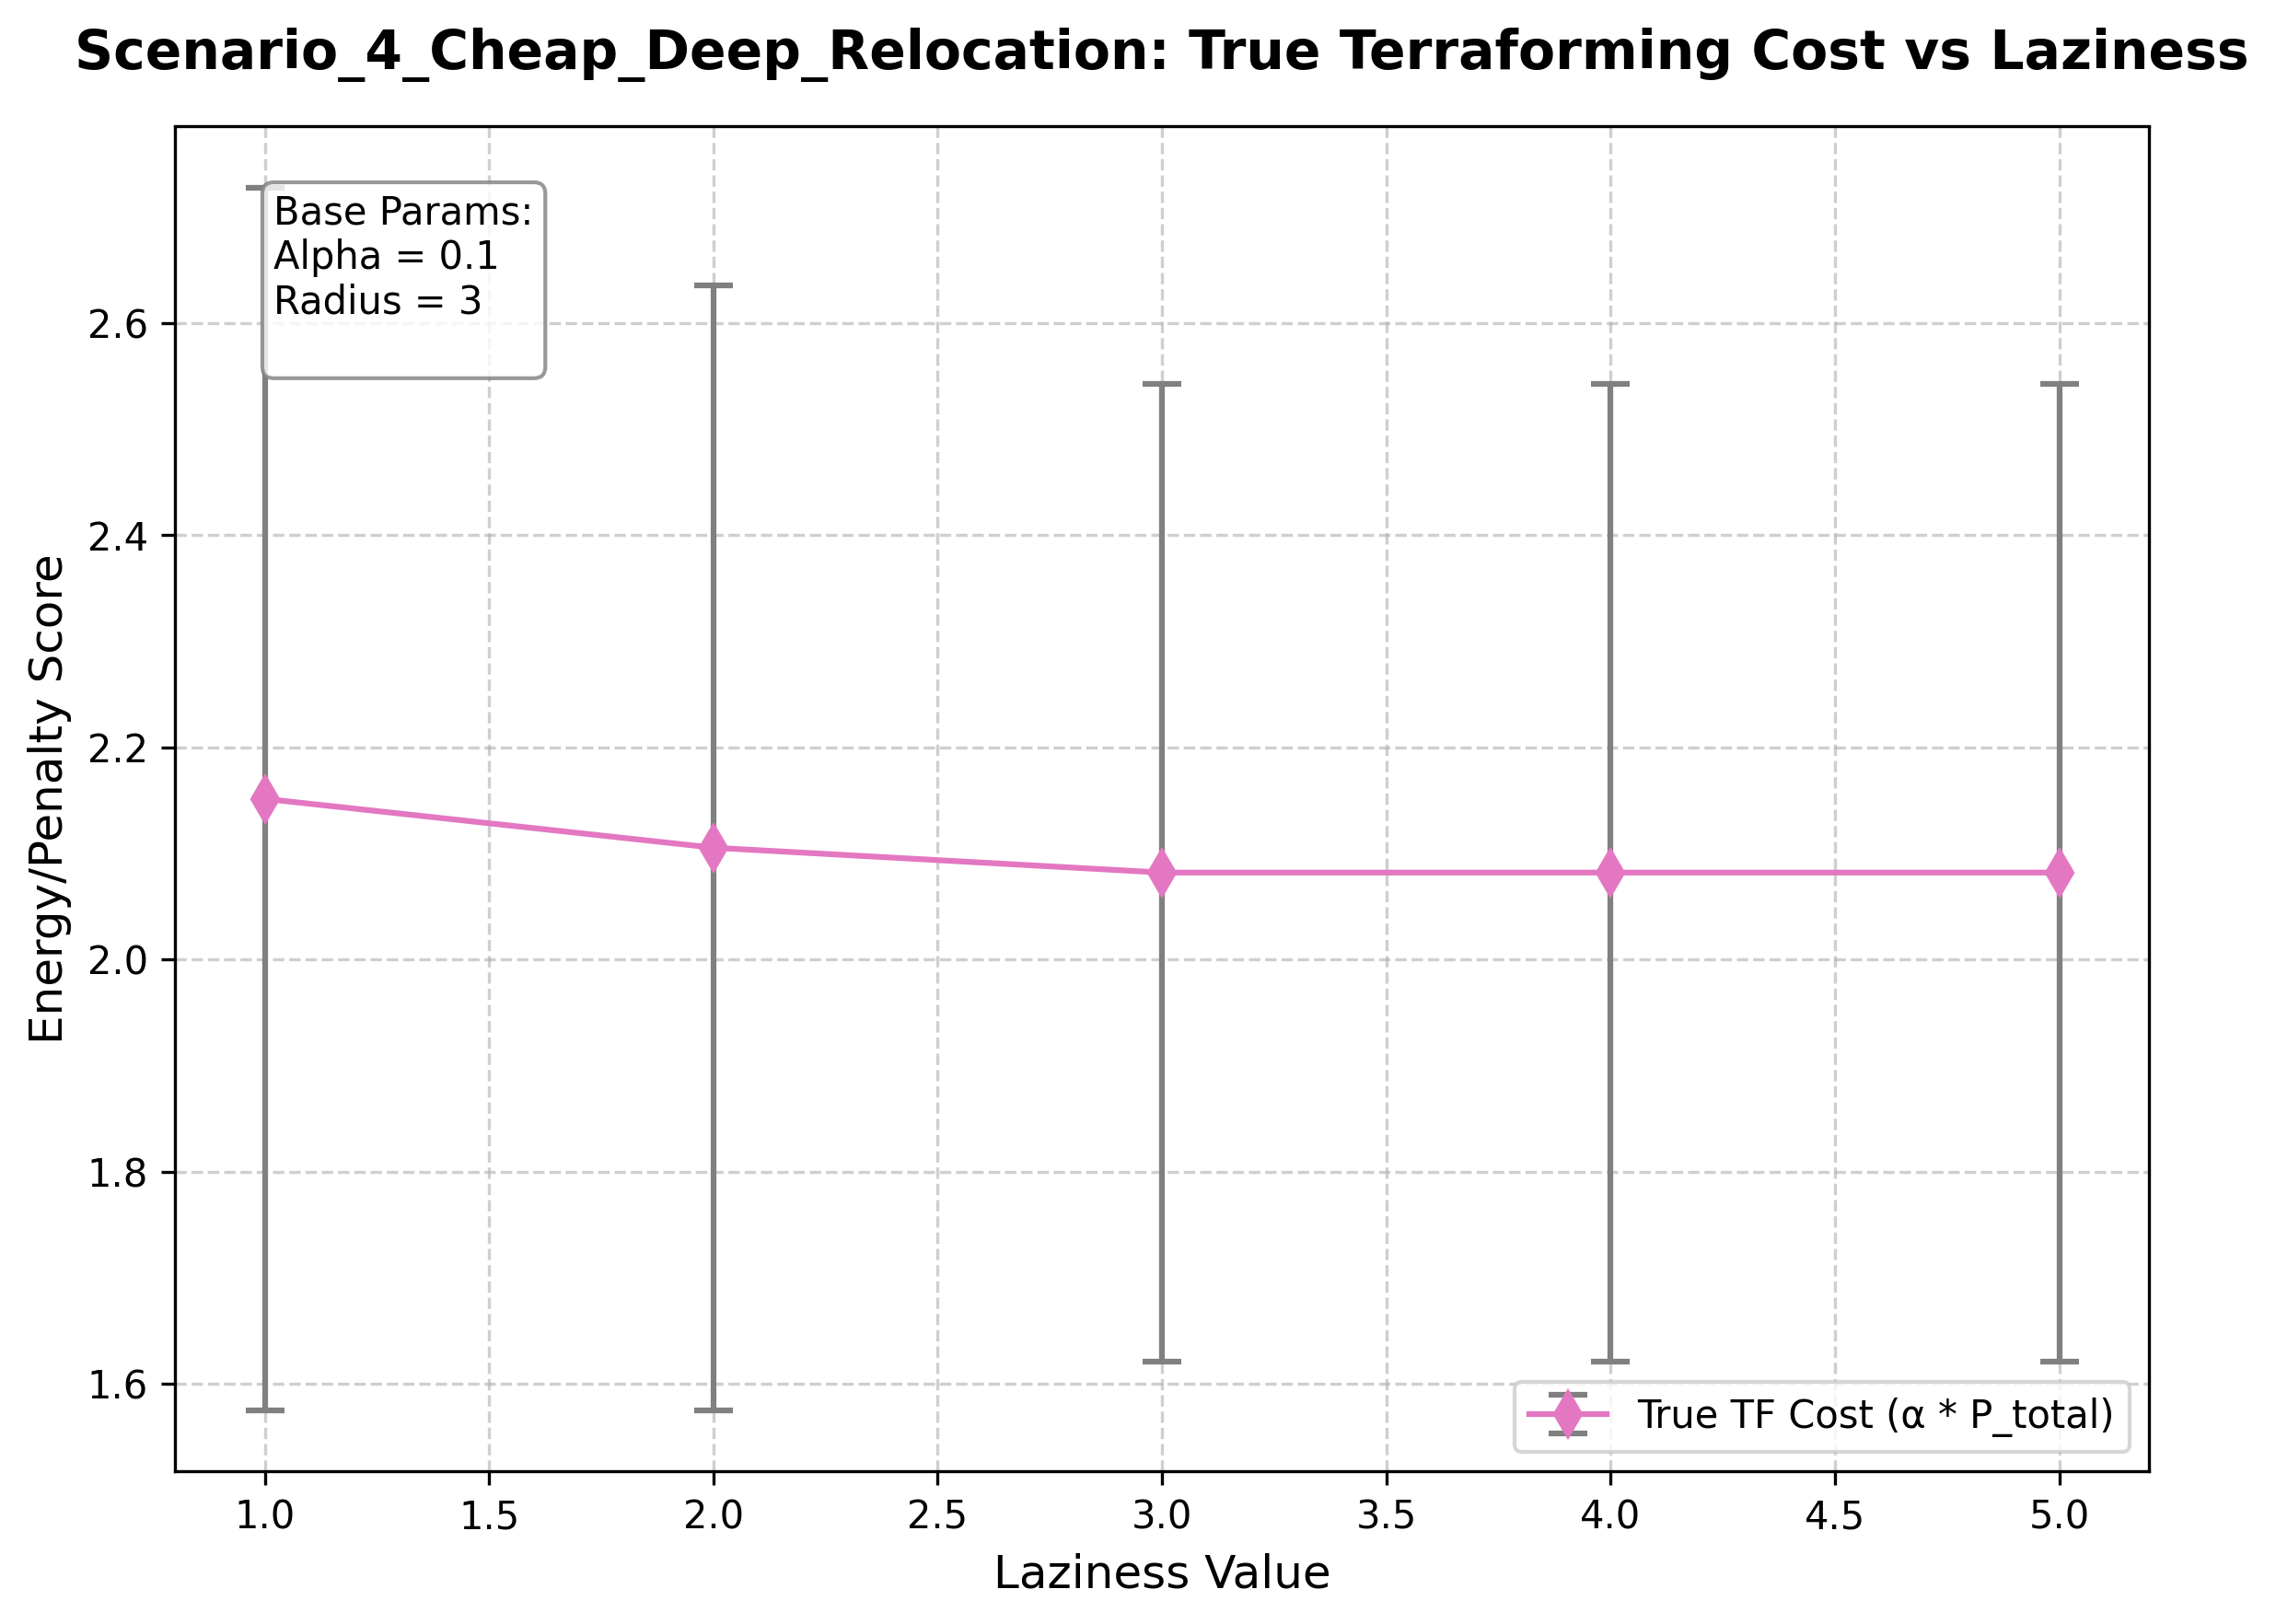 Scenario_4_Cheap_Deep_Relocation: True Terraforming Cost vs Laziness
Base Params:
Alpha = 0.1
Radius = 3
Energy/Penalty Score
2.6
2.4
2.2
2.0
1.8
1.6
True TF Cost (α * P_total)
1.0 1.5 2.0 2.5 3.0 3.5 4.0 4.5 5.0
Laziness Value